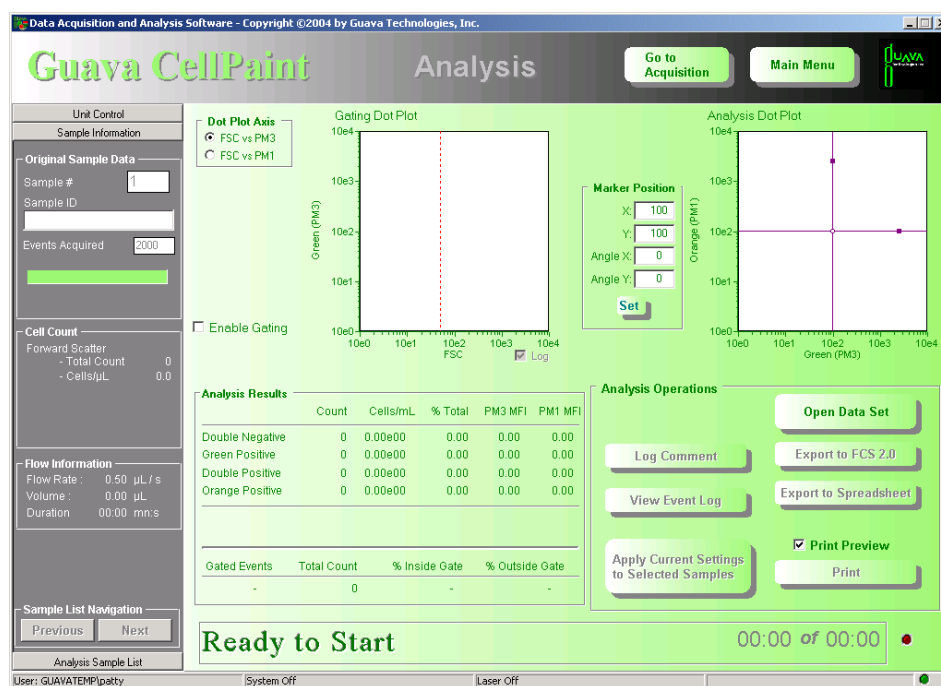 Data Acquisition and Analysis Software - Copyright ©2004 by Guava Technologies, Inc.
Guava CellPaint
Analysis
Go to
Acquisition
Main Menu
GUAVA
Unit Control
Sample Information
Original Sample Data
Sample # 1
Sample ID
Events Acquired 2000
Cell Count
Forward Scatter
- Total Count 0
- Cells/µL 0.0
Flow Information
Flow Rate : 0.50 µL / s
Volume : 0.00 µL
Duration 00:00 mn:s
Sample List Navigation
Previous Next
Analysis Sample List
Dot Plot Axis
FSC vs PM3
FSC vs PM1
Enable Gating
Gating Dot Plot
10e4
10e3
10e2
10e1
10e0
Green (PM3)
10e0 10e1 10e2 10e3 10e4
FSC
Log
Marker Position
X: 100
Y: 100
Angle X: 0
Angle Y: 0
Set
Analysis Dot Plot
10e4
10e3
10e2
10e1
10e0
Orange (PM1)
10e0 10e1 10e2 10e3 10e4
Green (PM3)
Analysis Results
Count Cells/mL % Total PM3 MFI PM1 MFI
Double Negative 0 0.00e00 0.00 0.00 0.00
Green Positive 0 0.00e00 0.00 0.00 0.00
Double Positive 0 0.00e00 0.00 0.00 0.00
Orange Positive 0 0.00e00 0.00 0.00 0.00
Gated Events Total Count % Inside Gate % Outside Gate
- 0 - -
Analysis Operations
Open Data Set
Log Comment
Export to FCS 2.0
View Event Log
Export to Spreadsheet
Print Preview
Apply Current Settings
to Selected Samples
Print
Ready to Start
00:00 of 00:00
User: GUAVATEMP\patty System Off Laser Off